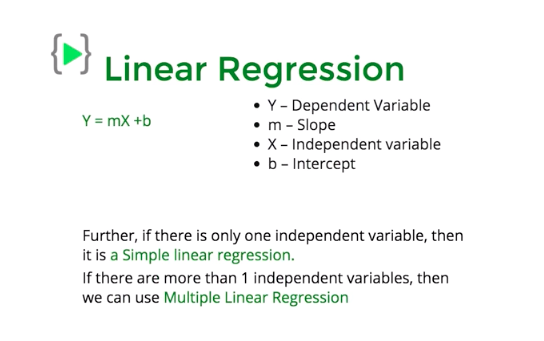 Linear Regression
Y = mX +b
• Y – Dependent Variable
• m – Slope
• X – Independent variable
• b – Intercept
Further, if there is only one independent variable, then
it is a Simple linear regression.
If there are more than 1 independent variables, then
we can use Multiple Linear Regression